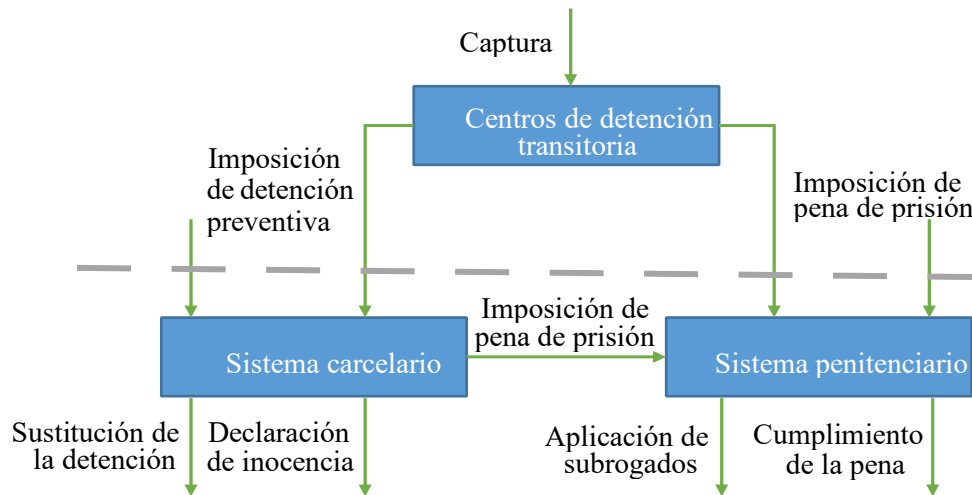 Captura
Centros de detención
transitoria
Imposición
de detención
preventiva
Imposición de
pena de prisión
Imposición de
pena de prisión
Sistema carcelario
Sistema penitenciario
Sustitución de
la detención
Declaración
de inocencia
Aplicación de
subrogados
Cumplimiento
de la pena